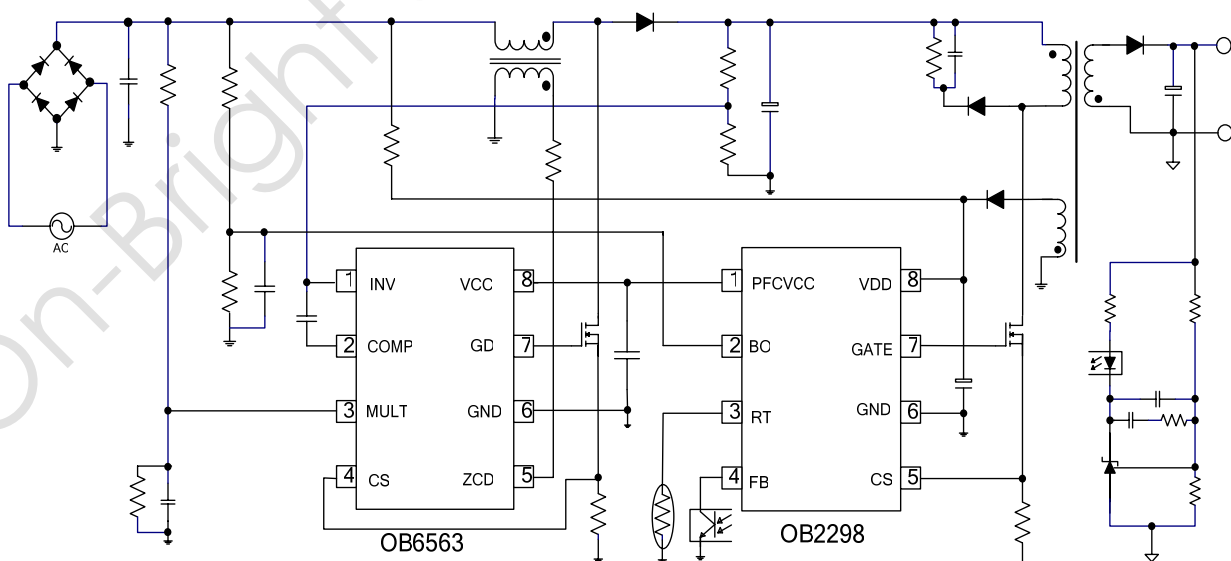 On-Bright
AC
1 INV VCC 8
2 COMP GD 7
3 MULT GND 6
4 CS ZCD 5
OB6563
1 PFCVCC VDD 8
2 BO GATE 7
3 RT GND 6
4 FB CS 5
OB2298